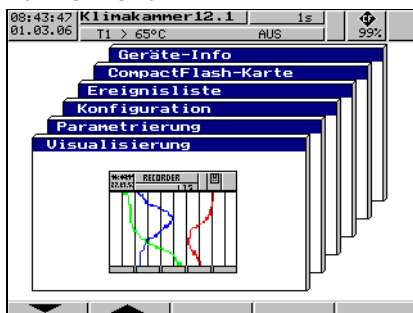 08:43:47 Klimakammer12.1 1s
01.03.06 T1 > 65°C AUS 99%
Geräte-Info
CompactFlash-Karte
Ereignisliste
Konfiguration
Parametrierung
Visualisierung
RECORDER